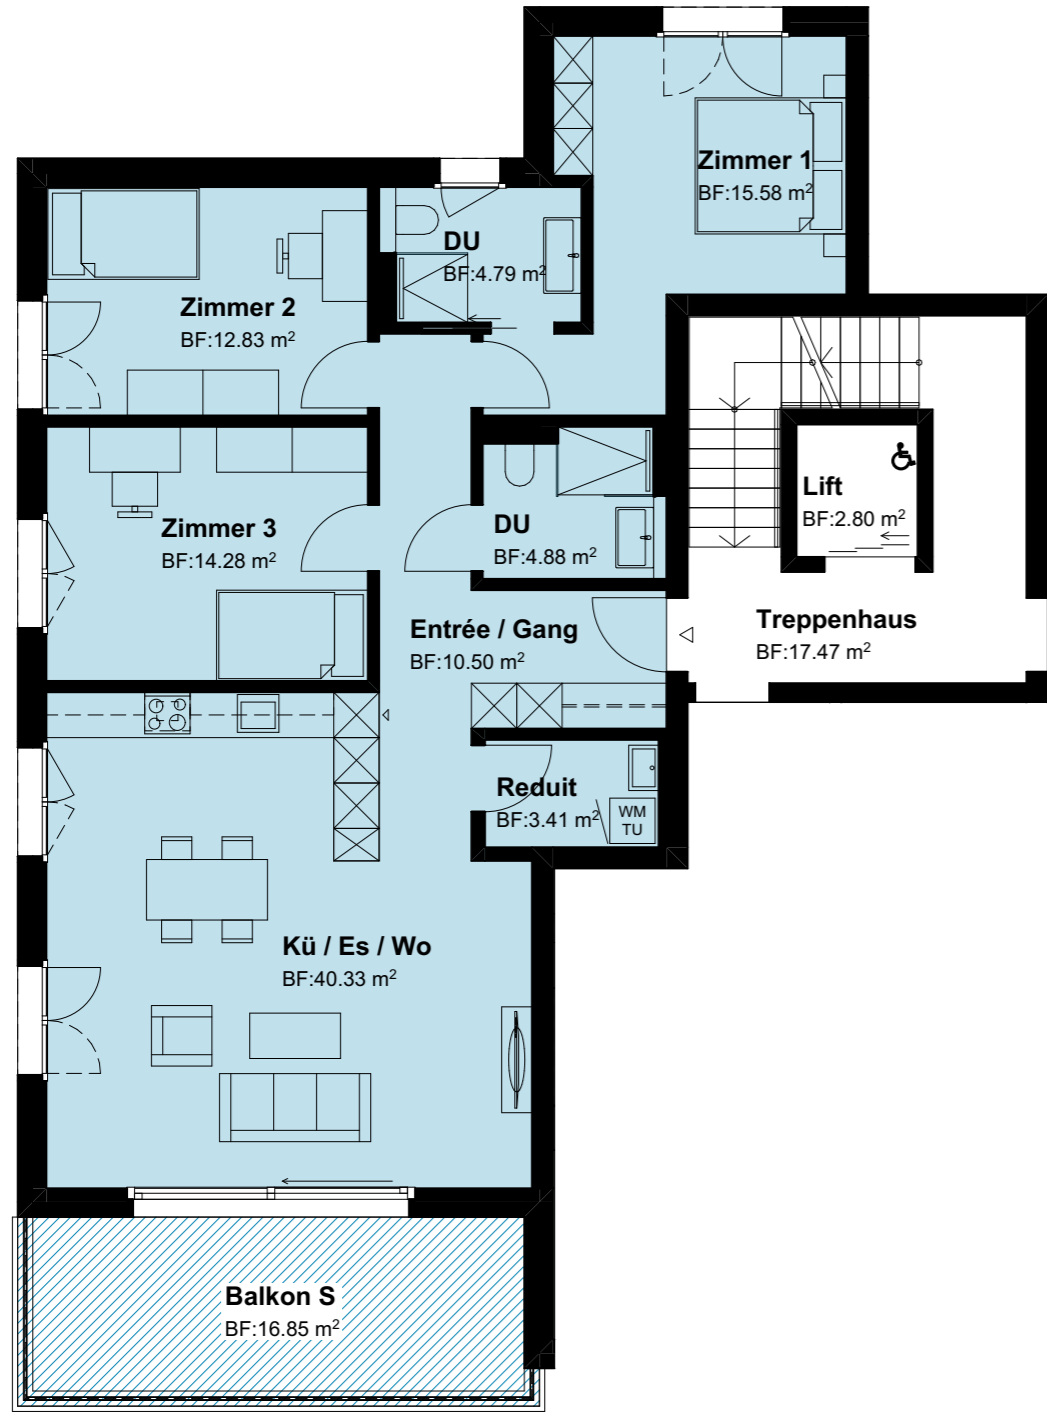 Zimmer 1
BF:15.58 m²
DU
BF:4.79 m²
Zimmer 2
BF:12.83 m²
Lift
BF:2.80 m²
Zimmer 3
BF:14.28 m²
DU
BF:4.88 m²
Entrée / Gang
BF:10.50 m²
Treppenhaus
BF:17.47 m²
Reduit
BF:3.41 m²
WM
TU
Kü / Es / Wo
BF:40.33 m²
Balkon S
BF:16.85 m²